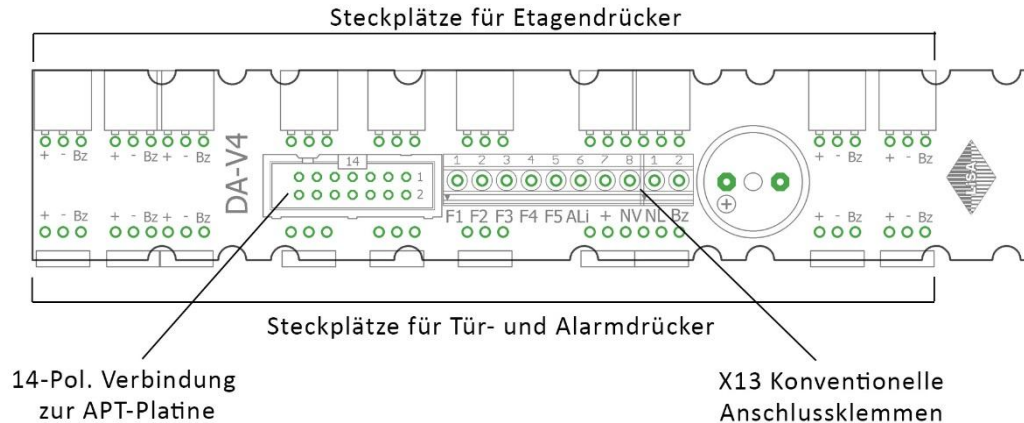 Steckplätze für Etagendrücker
+ - Bz + - Bz + - Bz + - Bz + - Bz
DA-V4
14
1
2
1 2 3 4 5 6 7 8 1 2
F1 F2 F3 F4 F5 ALi + NV NL Bz
+
LiSA
+ - Bz + - Bz + - Bz + - Bz + - Bz
Steckplätze für Tür- und Alarmdrücker
14-Pol. Verbindung
zur APT-Platine
X13 Konventionelle
Anschlussklemmen